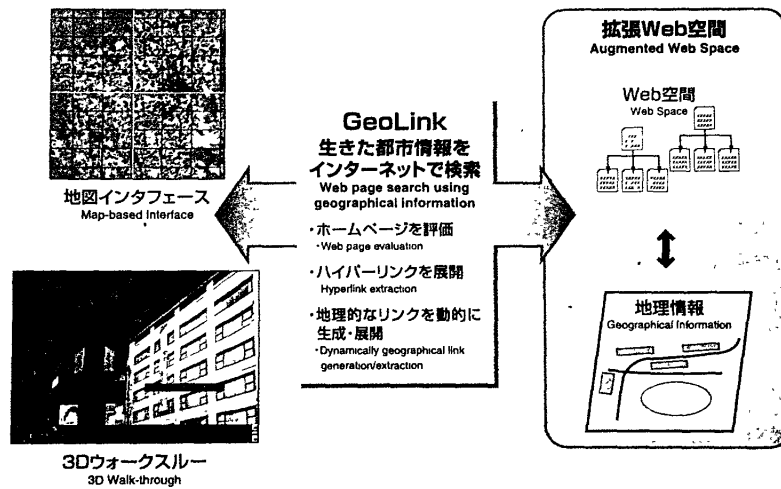 地図インタフェース
Map-based Interface
3Dウォークスルー
3D Walk-through
GeoLink
生きた都市情報を
インターネットで検索
Web page search using
geographical information
・ホームページを評価
・Web page evaluation
・ハイパーリンクを展開
Hyperlink extraction
・地理的なリンクを動的に
生成・展開
・Dynamically geographical link
generation/extraction
拡張Web空間
Augmented Web Space
Web空間
Web Space
地理情報
Geographical Information